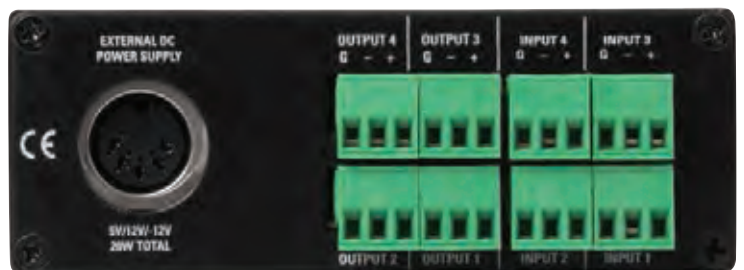 EXTERNAL DC
POWER SUPPLY
OUTPUT 4 OUTPUT 3 INPUT 4 INPUT 3
G - + G - + G - + G - +
CE
5V/12V/-12V
20W TOTAL
OUTPUT 2 OUTPUT 1 INPUT 2 INPUT 1